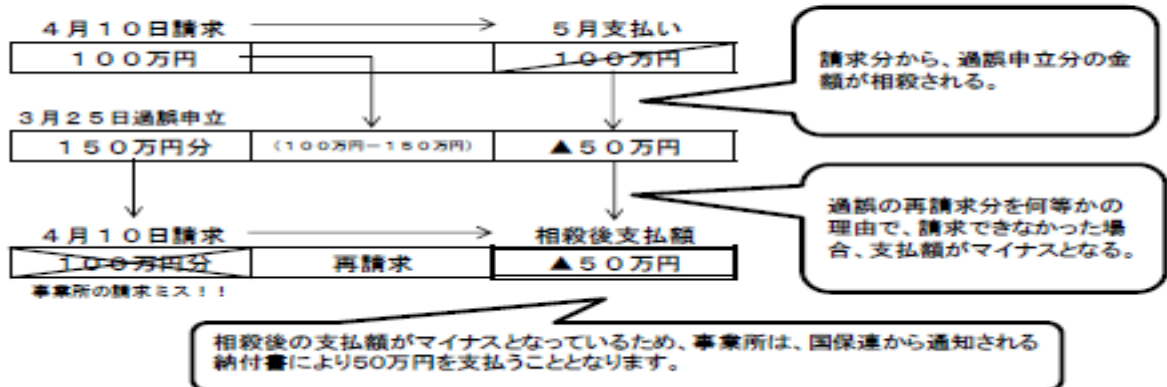 4月10日請求 5月支払い
100万円 100万円
請求分から、過誤申立分の金
額が相殺される。
3月25日過誤申立
150万円分 (100万円-150万円) ▲50万円
過誤の再請求分を何等かの
理由で、請求できなかった場
合、支払額がマイナスとなる。
4月10日請求 相殺後支払額
100万円分 再請求 ▲50万円
事業所の請求ミス!!
相殺後の支払額がマイナスとなっているため、事業所は、国保連から通知される
納付書により50万円を支払うこととなります。